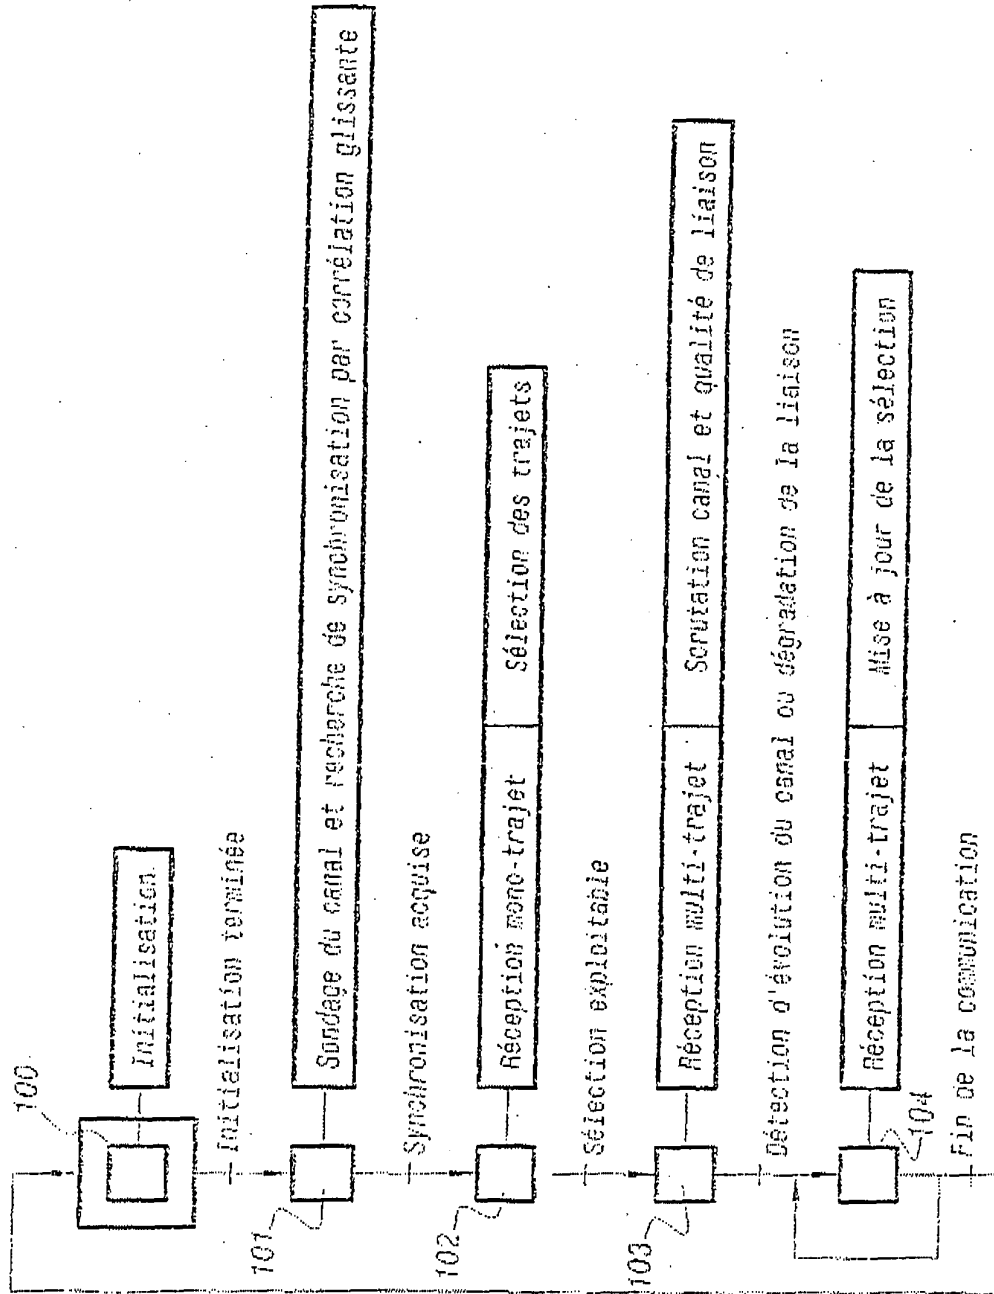 100
Initialisation
Initialisation terminée
101
Sondage du canal et recherche de synchronisation par corrélation glissante
Synchronisation acquise
102
Réception mono-trajet
Sélection des trajets
Sélection exploitable
103
Réception multi-trajet
Scrutation canal et qualité de liaison
Détection d'évolution du canal ou dégradation de la liaison
104
Réception multi-trajet
Mise à jour de la sélection
Fin de la communication